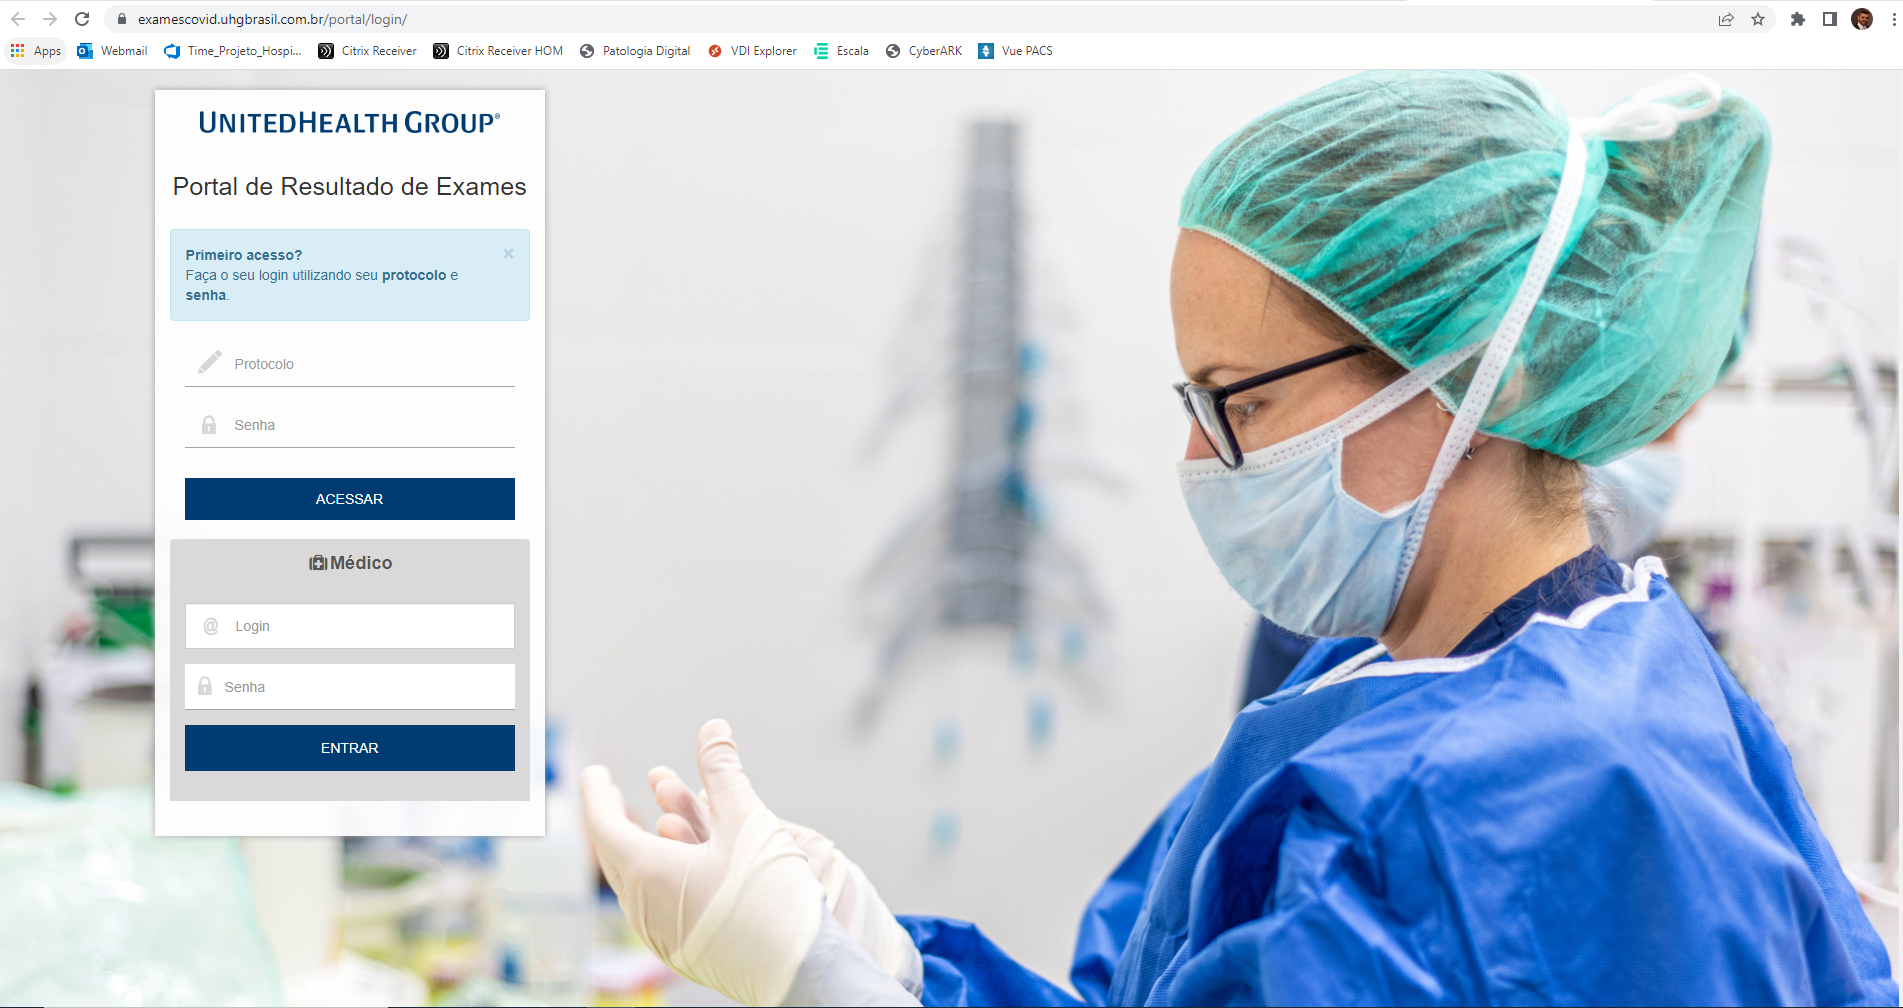 examescovid.uhgbrasil.com.br/portal/login/
Apps Webmail Time_Projeto_Hospi... Citrix Receiver Citrix Receiver HOM Patologia Digital VDI Explorer Escala CyberARK Vue PACS
UNITEDHEALTH GROUP®
Portal de Resultado de Exames
Primeiro acesso? ×
Faça o seu login utilizando seu protocolo e
senha.
Protocolo
Senha
ACESSAR
Médico
@ Login
Senha
ENTRAR